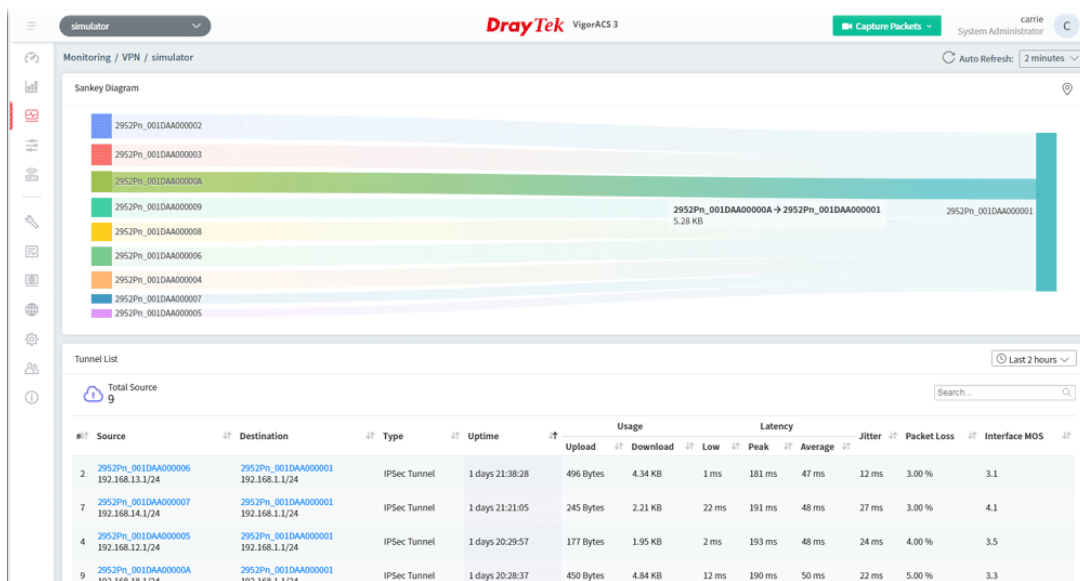 simulator
DrayTek VigorACS 3
Capture Packets
carrie
System Administrator
C
Monitoring / VPN / simulator
Auto Refresh: 2 minutes
Sankey Diagram
2952Pn_001DAA000002
2952Pn_001DAA000003
2952Pn_001DAA00000A
2952Pn_001DAA000009
2952Pn_001DAA00000A → 2952Pn_001DAA000001
5.28 KB
2952Pn_001DAA000001
2952Pn_001DAA000008
2952Pn_001DAA000006
2952Pn_001DAA000004
2952Pn_001DAA000007
2952Pn_001DAA000005
Tunnel List
Last 2 hours
Total Source
9
Search...
Usage Latency
# Source Destination Type Uptime Upload Download Low Peak Average Jitter Packet Loss Interface MOS
2 2952Pn_001DAA000006 2952Pn_001DAA000001 IPSec Tunnel 1 days 21:38:28 496 Bytes 4.34 KB 1 ms 181 ms 47 ms 12 ms 3.00 % 3.1
192.168.13.1/24 192.168.1.1/24
7 2952Pn_001DAA000007 2952Pn_001DAA000001 IPSec Tunnel 1 days 21:21:05 245 Bytes 2.21 KB 22 ms 191 ms 48 ms 27 ms 3.00 % 4.1
192.168.14.1/24 192.168.1.1/24
4 2952Pn_001DAA000005 2952Pn_001DAA000001 IPSec Tunnel 1 days 20:29:57 177 Bytes 1.95 KB 2 ms 193 ms 48 ms 24 ms 4.00 % 3.5
192.168.12.1/24 192.168.1.1/24
9 2952Pn_001DAA00000A 2952Pn_001DAA000001 IPSec Tunnel 1 days 20:28:37 450 Bytes 4.84 KB 12 ms 190 ms 50 ms 22 ms 5.00 % 3.3
192.168.18.1/24 192.168.1.1/24